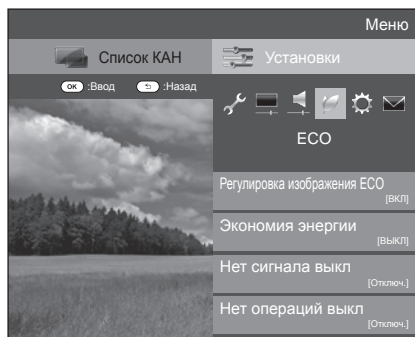 Меню
Список КАН
Установки
OK :Ввод :Назад
ECO
Регулировка изображения ECO
[ВКЛ]
Экономия энергии
[ВЫКЛ]
Нет сигнала выкл
[Отключ.]
Нет операций выкл
[Отключ.]